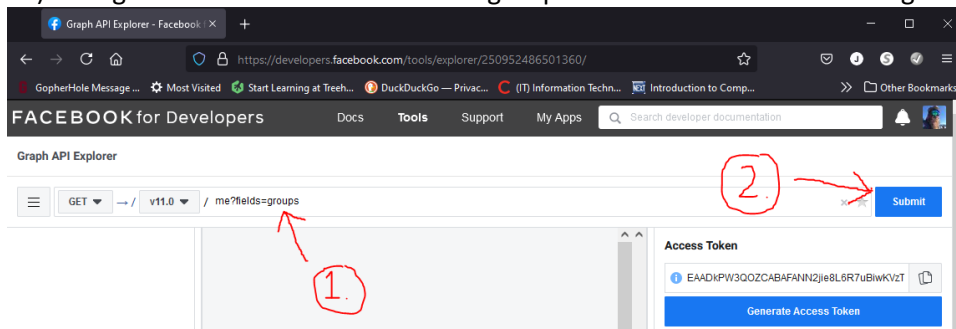 Graph API Explorer - Facebook
https://developers.facebook.com/tools/explorer/250952486501360/
GopherHole Message ... Most Visited Start Learning at Treeh... DuckDuckGo — Privac... (IT) Information Techn... Introduction to Comp... Other Bookmarks
FACEBOOK for Developers Docs Tools Support My Apps Search developer documentation
Graph API Explorer
2.
GET → / v11.0 / me?fields=groups Submit
Access Token
1.
EAADkPW3QOZCABAFANN2jie8L6R7uBiwKVzT
Generate Access Token